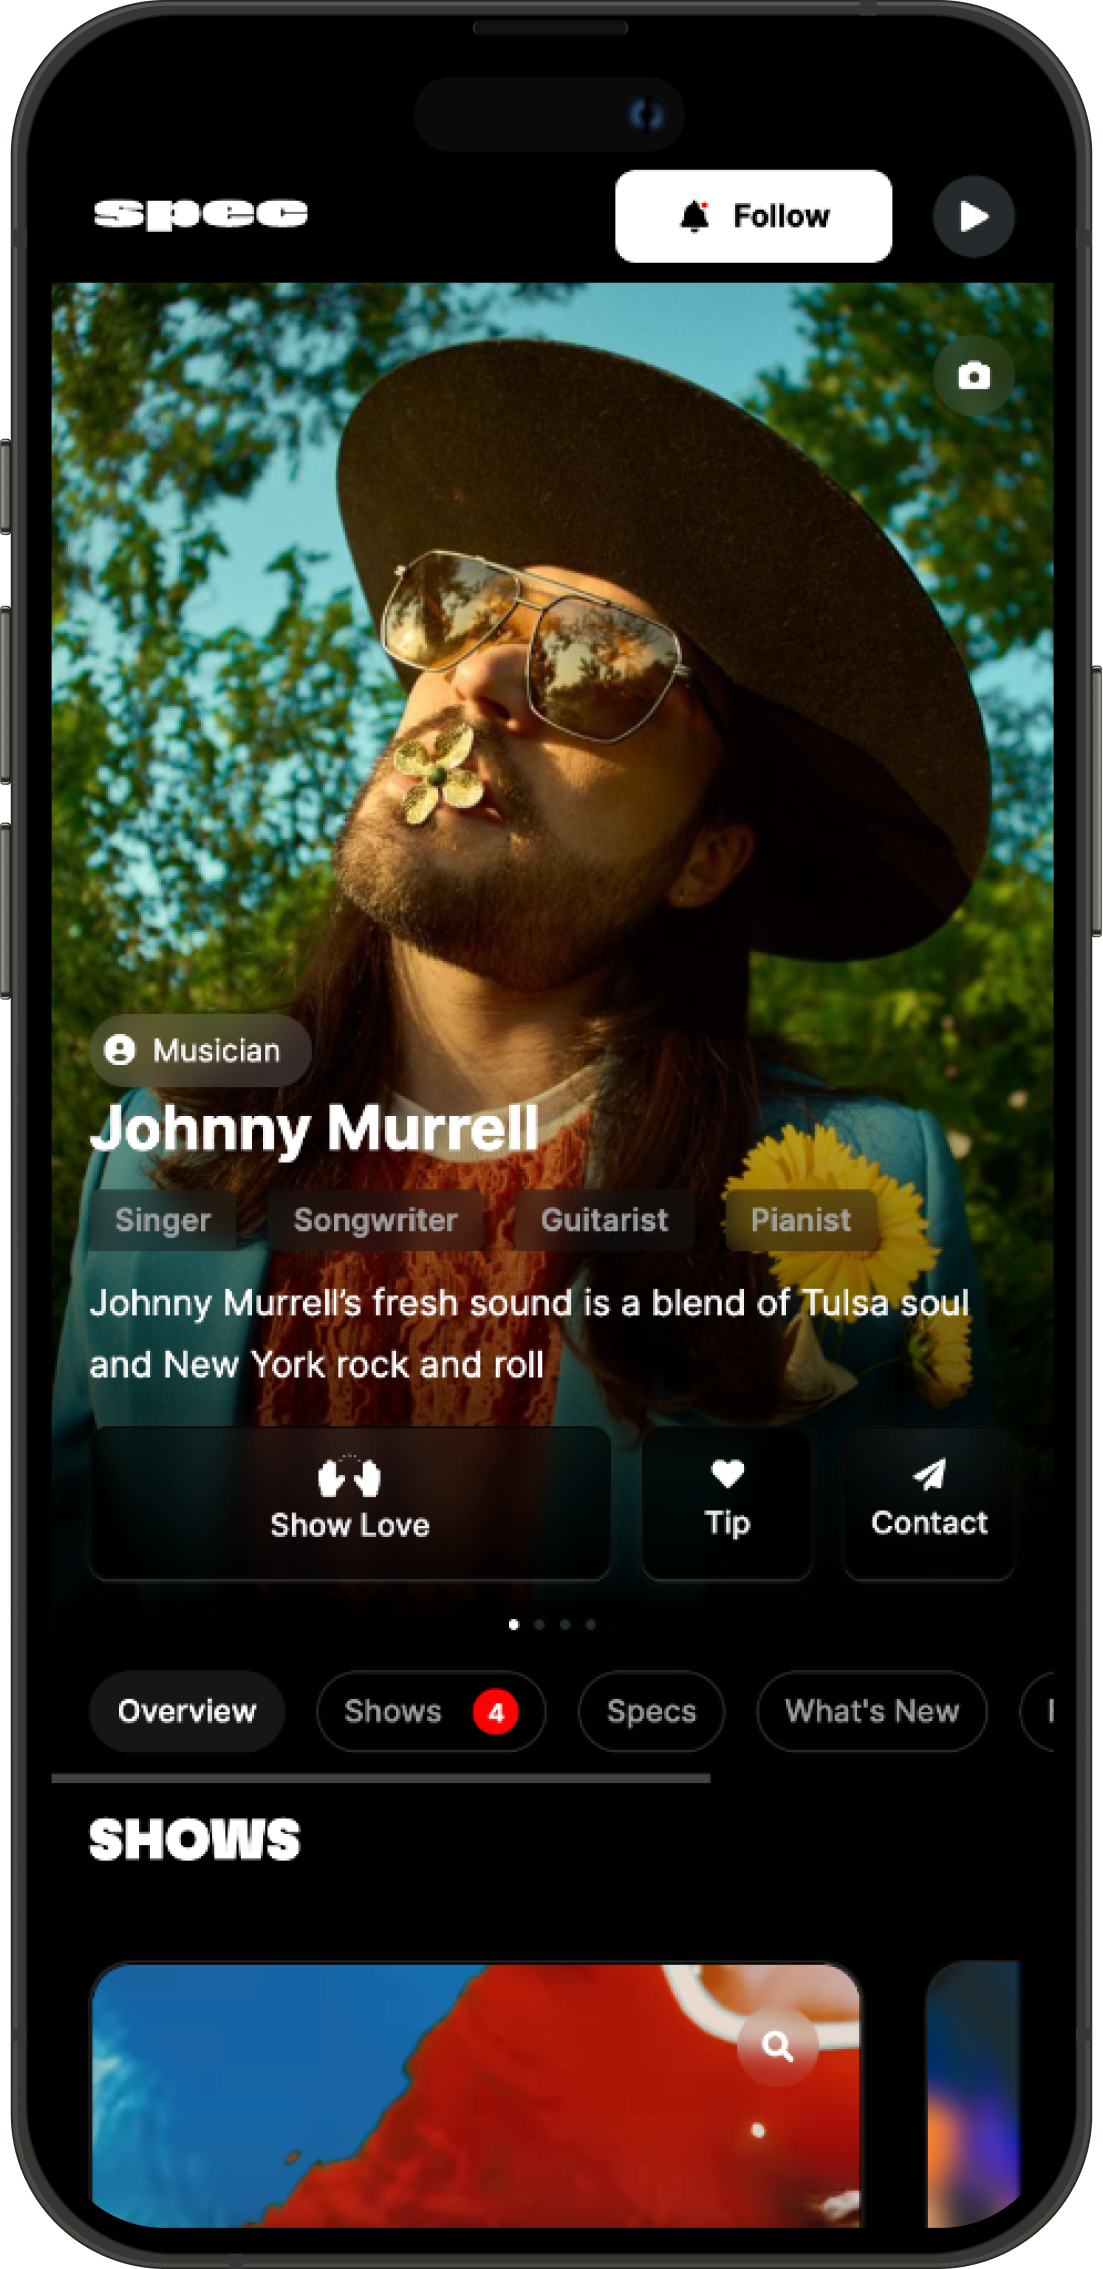 spec
Follow
Musician
Johnny Murrell
Singer Songwriter Guitarist Pianist
Johnny Murrell's fresh sound is a blend of Tulsa soul
and New York rock and roll
Show Love Tip Contact
Overview Shows 4 Specs What's New
SHOWS